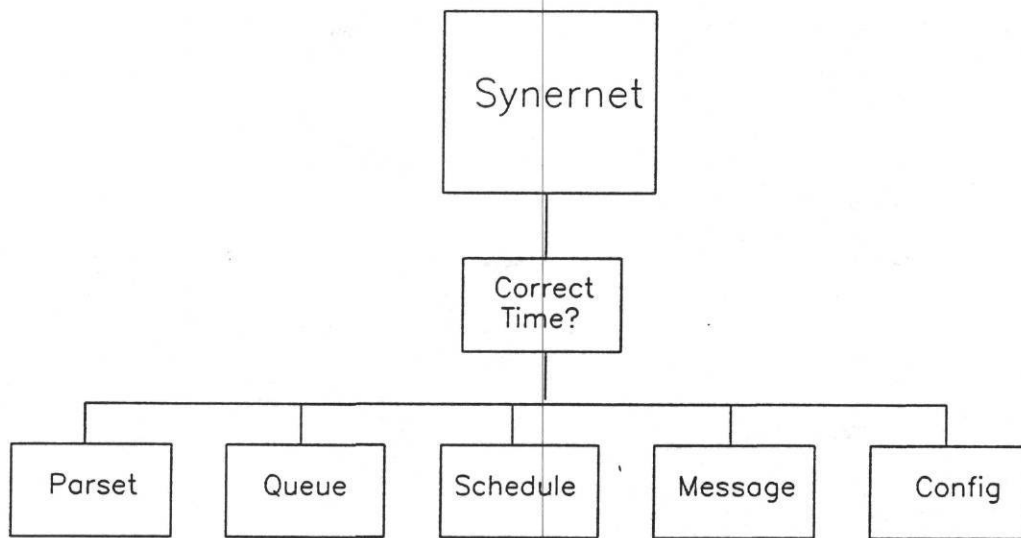 Synernet
Correct
Time?
Parset
Queue
Schedule
Message
Config